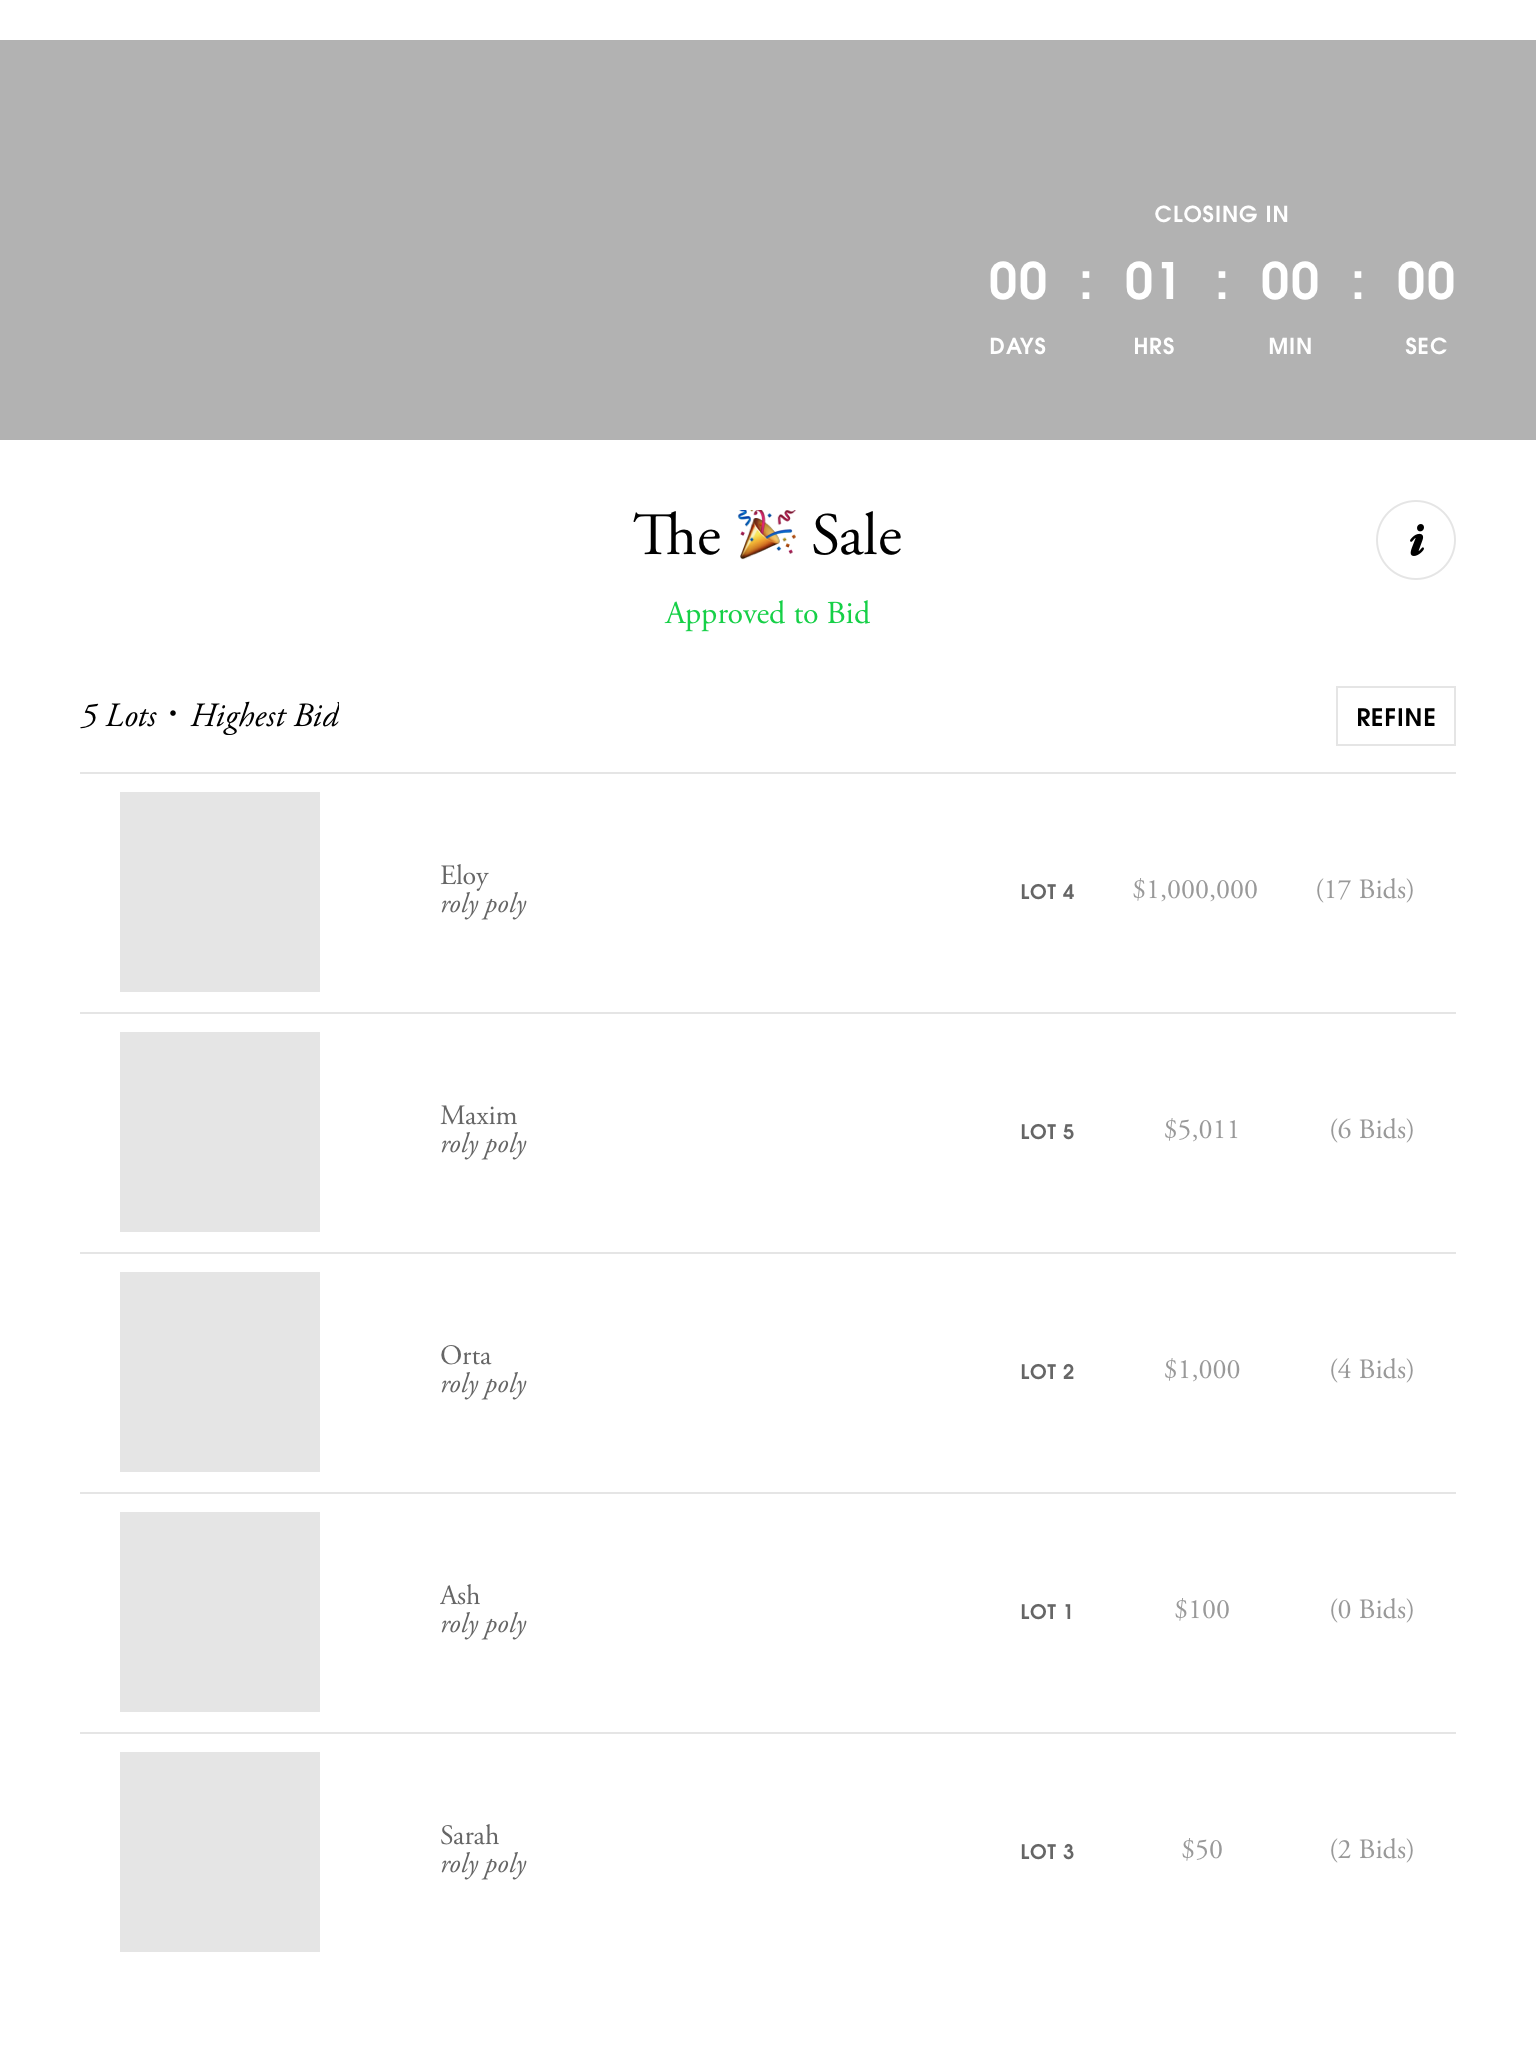 CLOSING IN
00 : 01 : 00 : 00
DAYS HRS MIN SEC
The 🎉 Sale
i
Approved to Bid
5 Lots • Highest Bid
REFINE
Eloy
roly poly
LOT 4 $1,000,000 (17 Bids)
Maxim
roly poly
LOT 5 $5,011 (6 Bids)
Orta
roly poly
LOT 2 $1,000 (4 Bids)
Ash
roly poly
LOT 1 $100 (0 Bids)
Sarah
roly poly
LOT 3 $50 (2 Bids)